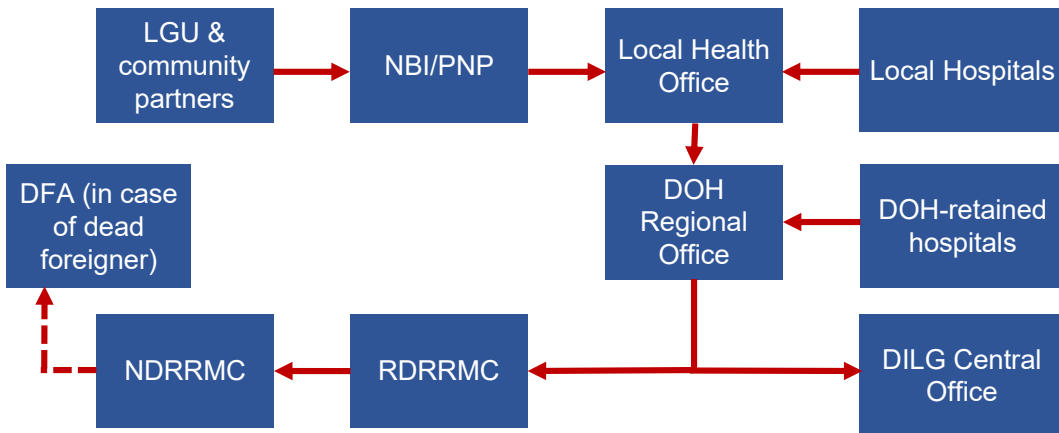 LGU &
community
partners
NBI/PNP
Local Health
Office
Local Hospitals
DFA (in case
of dead
foreigner)
DOH
Regional
Office
DOH-retained
hospitals
NDRRMC
RDRRMC
DILG Central
Office